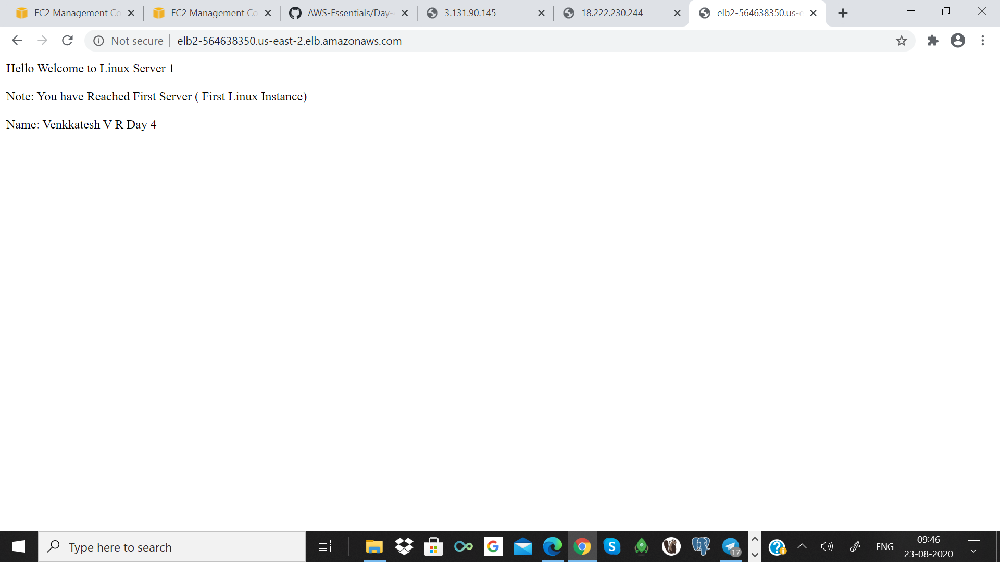 EC2 Management Co
EC2 Management Co
AWS-Essentials/Day-
3.131.90.145
18.222.230.244
elb2-564638350.us-e
Not secure
elb2-564638350.us-east-2.elb.amazonaws.com
Hello Welcome to Linux Server 1
Note: You have Reached First Server ( First Linux Instance)
Name: Venkkatesh V R Day 4
Type here to search
17
ENG
09:46
23-08-2020